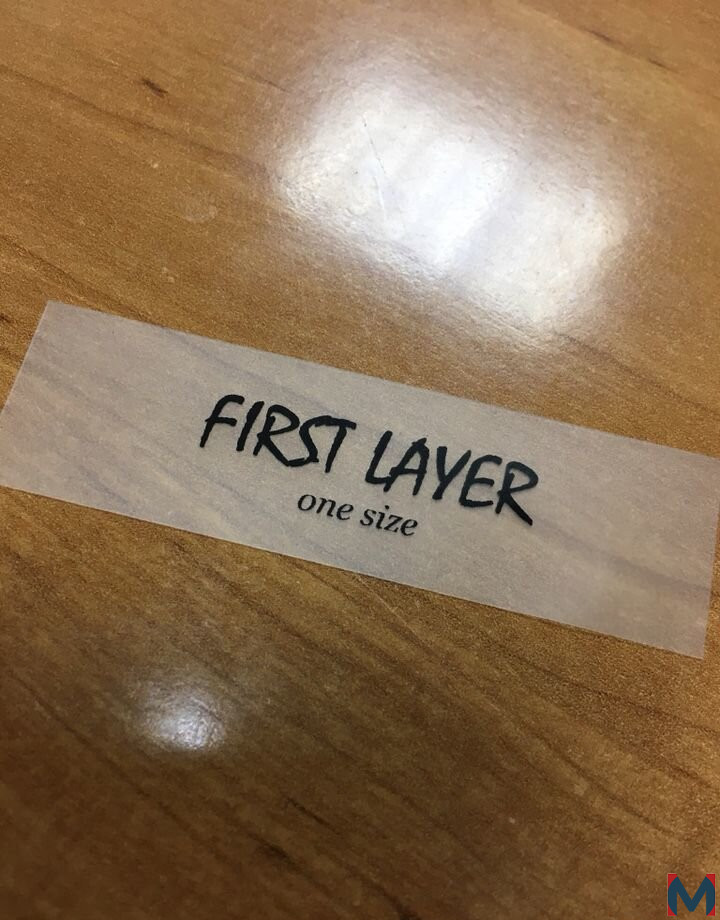 FIRST LAYER
one size
M